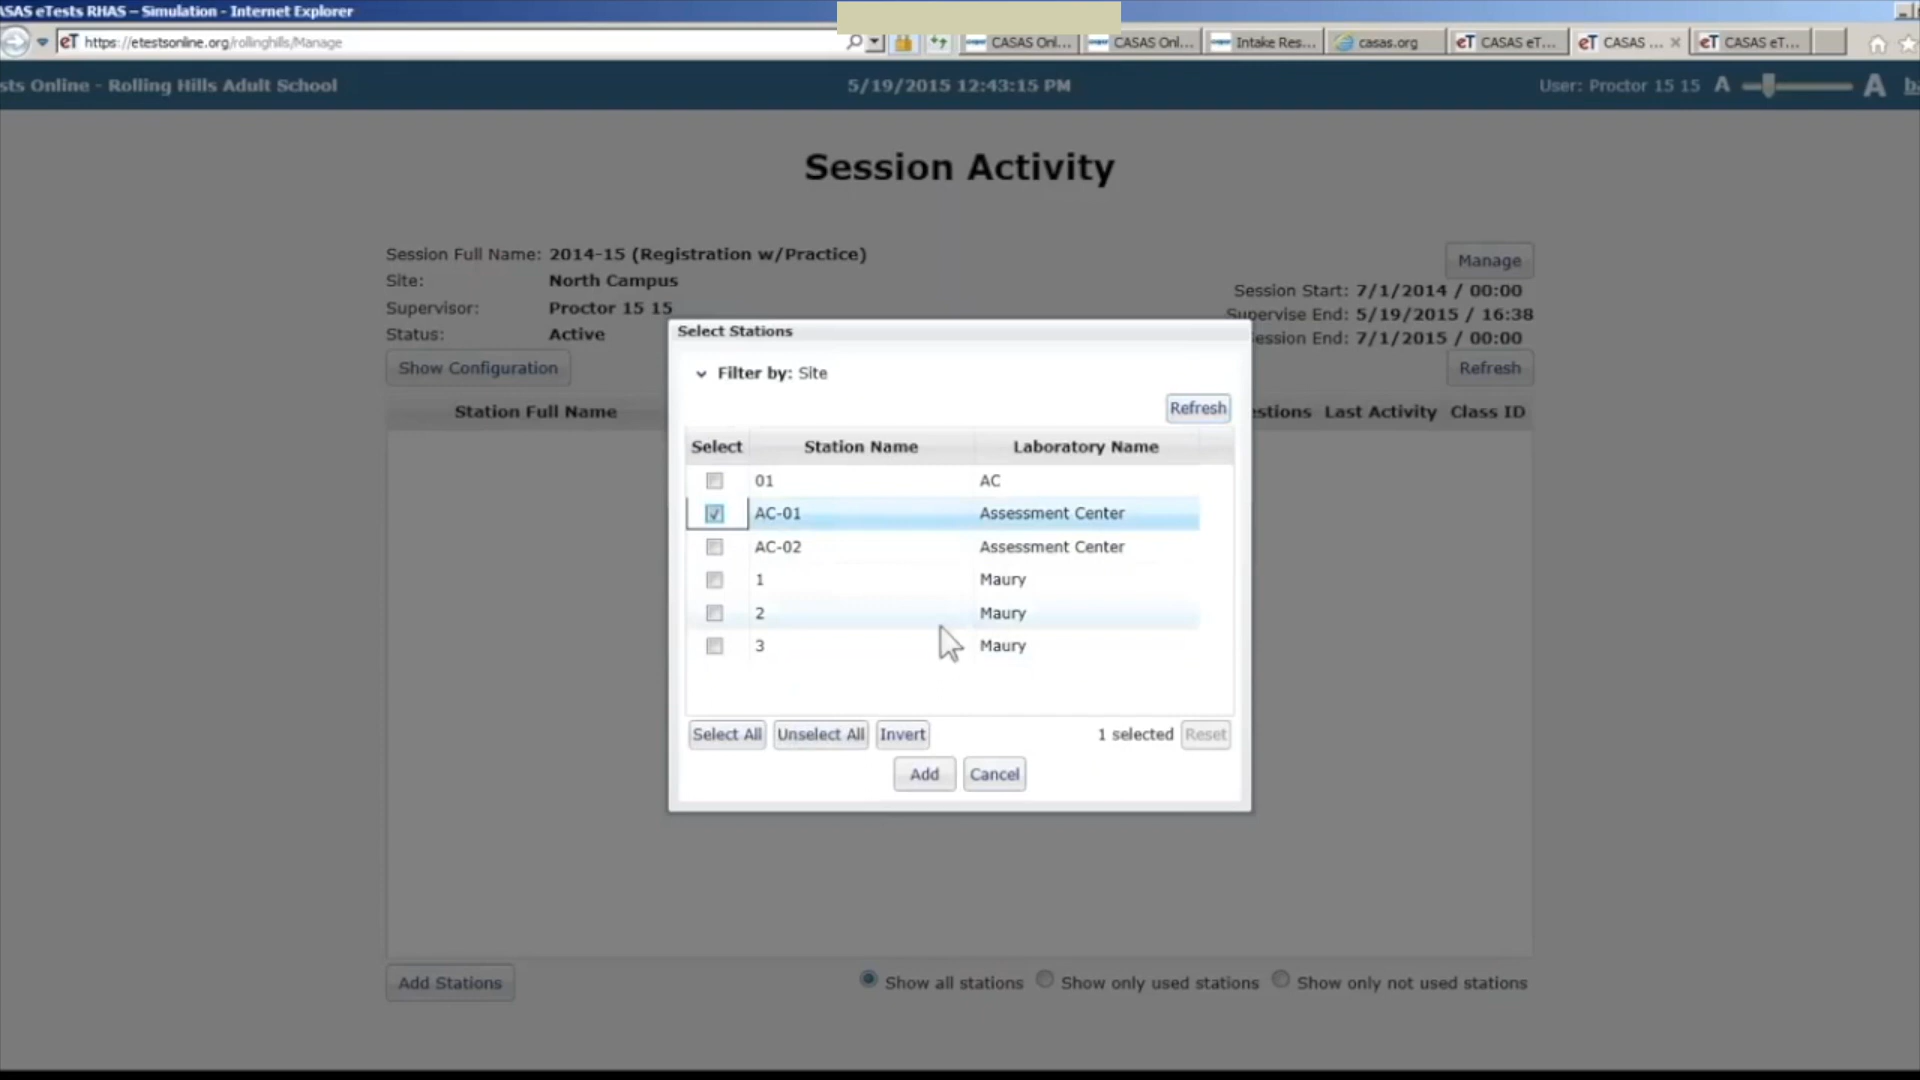 ASAS eTests RHAS – Simulation - Internet Explorer
eT https://etestsonline.org/rollinghills/Manage
CASAS Onl...
CASAS Onl...
Intake Res...
casas.org
eT CASAS eT...
eT CASAS ... ×
eT CASAS eT...
sts Online - Rolling Hills Adult School
5/19/2015 12:43:15 PM
User: Proctor 15 15 A A
Session Activity
Session Full Name: 2014-15 (Registration w/Practice)
Manage
Site: North Campus
Session Start: 7/1/2014 / 00:00
Supervisor: Proctor 15 15
Supervise End: 5/19/2015 / 16:38
Status: Active
ession End: 7/1/2015 / 00:00
Show Configuration
Refresh
Station Full Name
estions Last Activity Class ID
Select Stations
Filter by: Site
Refresh
Select Station Name Laboratory Name
01 AC
AC-01 Assessment Center
AC-02 Assessment Center
1 Maury
2 Maury
3 Maury
Select All Unselect All Invert 1 selected Reset
Add Cancel
Add Stations
Show all stations Show only used stations Show only not used stations